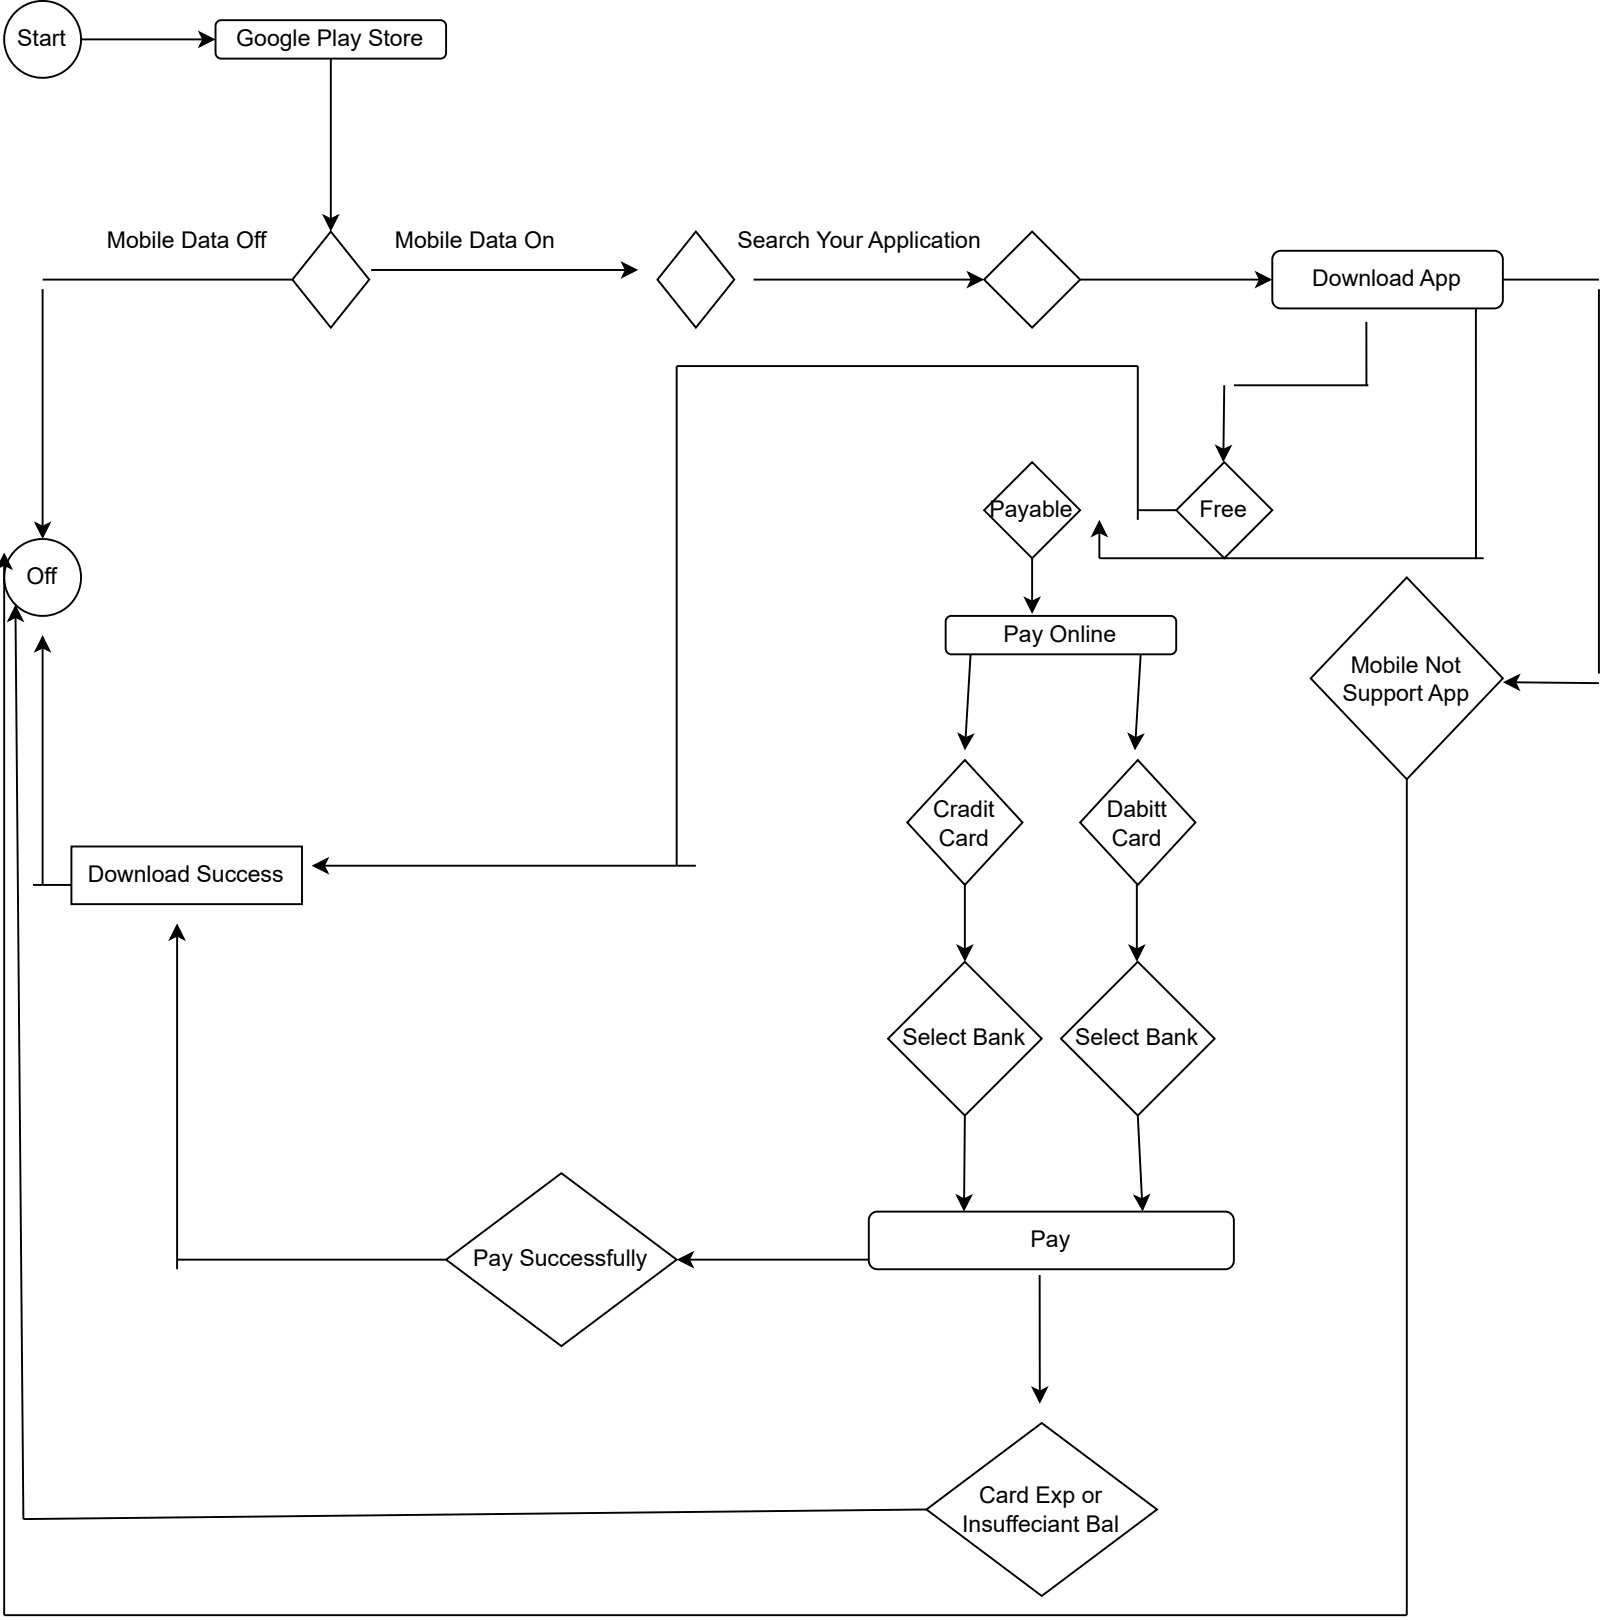 Start
Google Play Store
Mobile Data Off
Mobile Data On
Search Your Application
Download App
Payable
Free
Off
Pay Online
Mobile Not
Support App
Cradit
Card
Dabitt
Card
Download Success
Select Bank
Select Bank
Pay
Pay Successfully
Card Exp or
Insuffeciant Bal